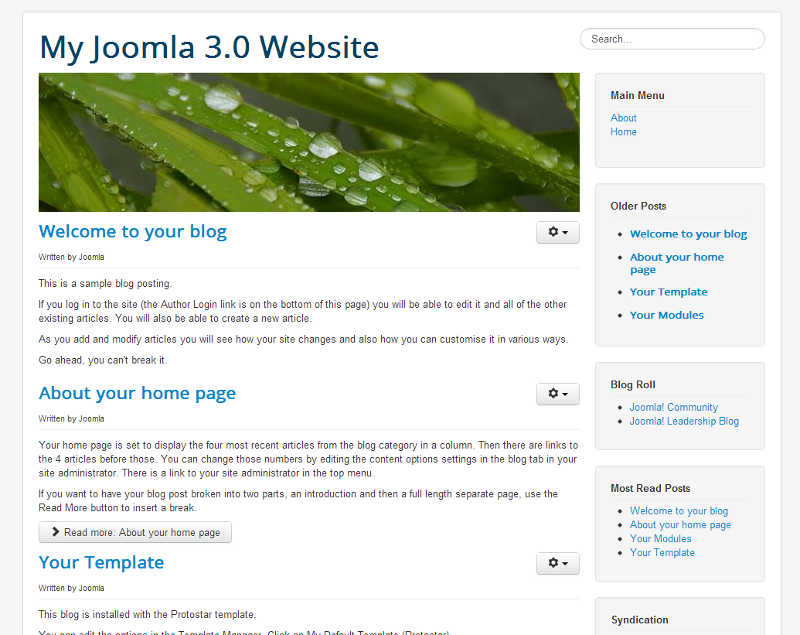 My Joomla 3.0 Website
Search...
Welcome to your blog
Written by Joomla
This is a sample blog posting.
If you log in to the site (the Author Login link is on the bottom of this page) you will be able to edit it and all of the other
existing articles. You will also be able to create a new article.
As you add and modify articles you will see how your site changes and also how you can customise it in various ways.
Go ahead, you can't break it.
About your home page
Written by Joomla
Your home page is set to display the four most recent articles from the blog category in a column. Then there are links to
the 4 articles before those. You can change those numbers by editing the content options settings in the blog tab in your
site administrator. There is a link to your site administrator in the top menu.
If you want to have your blog post broken into two parts, an introduction and then a full length separate page, use the
Read More button to insert a break.
Read more: About your home page
Your Template
Written by Joomla
This blog is installed with the Protostar template.
You can edit the options in the Template Manager. Click on My Default Template (Protostar).
Main Menu
About
Home
Older Posts
Welcome to your blog
About your home
page
Your Template
Your Modules
Blog Roll
Joomla! Community
Joomla! Leadership Blog
Most Read Posts
Welcome to your blog
About your home page
Your Modules
Your Template
Syndication